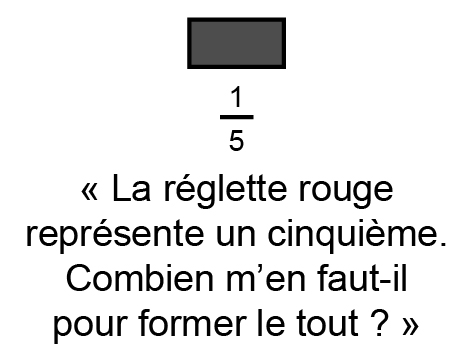 1
5
« La réglette rouge
représente un cinquième.
Combien m’en faut-il
pour former le tout ? »